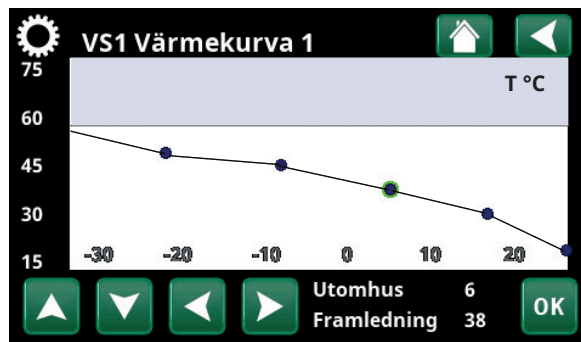 VS1 Värmekurva 1
75
T °C
60
45
30
15
-30 -20 -10 0 10 20
Utomhus 6
Framledning 38
OK